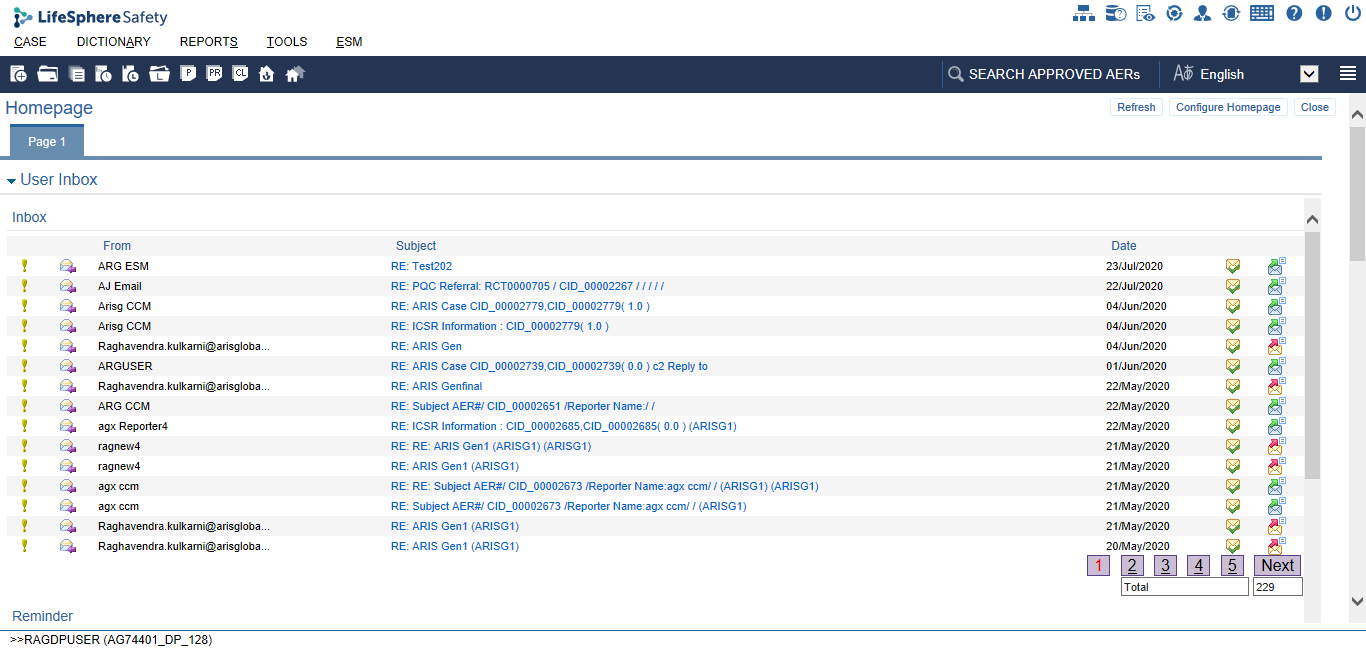 LifeSphere Safety
CASE DICTIONARY REPORTS TOOLS ESM
L P PR CL SEARCH APPROVED AERs English
Homepage Refresh Configure Homepage Close
Page 1
User Inbox
Inbox
From Subject Date
ARG ESM RE: Test202 23/Jul/2020
AJ Email RE: PQC Referral: RCT0000705 / CID_00002267 / / / / / 22/Jul/2020
Arisg CCM RE: ARIS Case CID_00002779,CID_00002779( 1.0 ) 04/Jun/2020
Arisg CCM RE: ICSR Information : CID_00002779( 1.0 ) 04/Jun/2020
Raghavendra.kulkarni@arisgloba... RE: ARIS Gen 04/Jun/2020
ARGUSER RE: ARIS Case CID_00002739,CID_00002739( 0.0 ) c2 Reply to 01/Jun/2020
Raghavendra.kulkarni@arisgloba... RE: ARIS Genfinal 22/May/2020
ARG CCM RE: Subject AER#/ CID_00002651 /Reporter Name:/ / 22/May/2020
agx Reporter4 RE: ICSR Information : CID_00002685,CID_00002685( 0.0 ) (ARISG1) 22/May/2020
ragnew4 RE: RE: ARIS Gen1 (ARISG1) (ARISG1) 21/May/2020
ragnew4 RE: ARIS Gen1 (ARISG1) 21/May/2020
agx ccm RE: RE: Subject AER#/ CID_00002673 /Reporter Name:agx ccm/ / (ARISG1) (ARISG1) 21/May/2020
agx ccm RE: Subject AER#/ CID_00002673 /Reporter Name:agx ccm/ / (ARISG1) 21/May/2020
Raghavendra.kulkarni@arisgloba... RE: ARIS Gen1 (ARISG1) 21/May/2020
Raghavendra.kulkarni@arisgloba... RE: ARIS Gen1 (ARISG1) 20/May/2020
1 2 3 4 5 Next
Total 229
Reminder
>>RAGDPUSER (AG74401_DP_128)